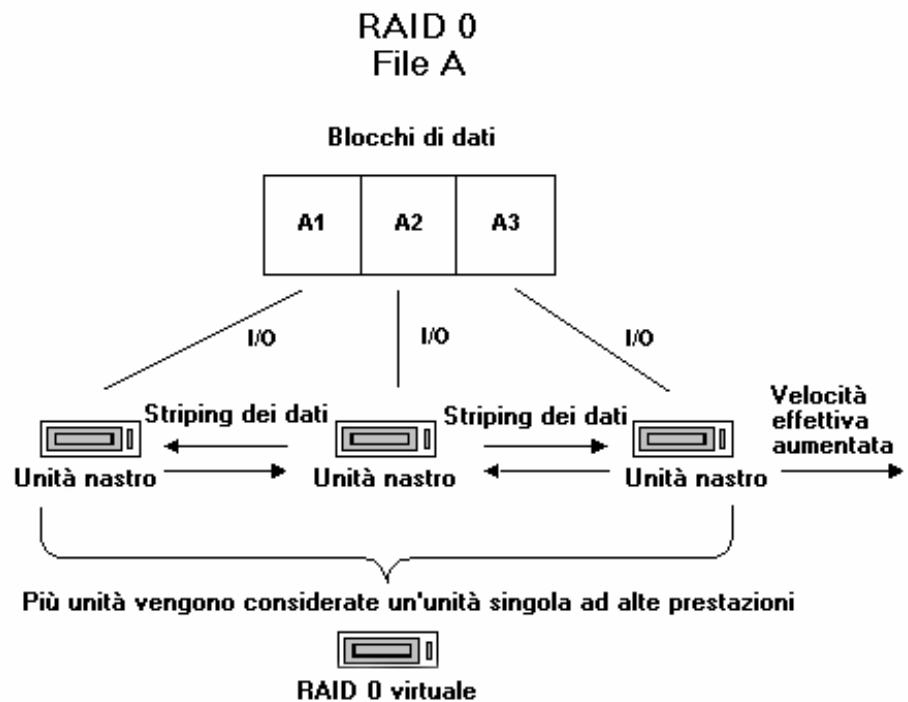 RAID 0
File A
Blocchi di dati
A1 A2 A3
I/O I/O I/O
Striping dei dati Striping dei dati
Velocità
effettiva
aumentata
Unità nastro Unità nastro Unità nastro
Più unità vengono considerate un'unità singola ad alte prestazioni
RAID 0 virtuale